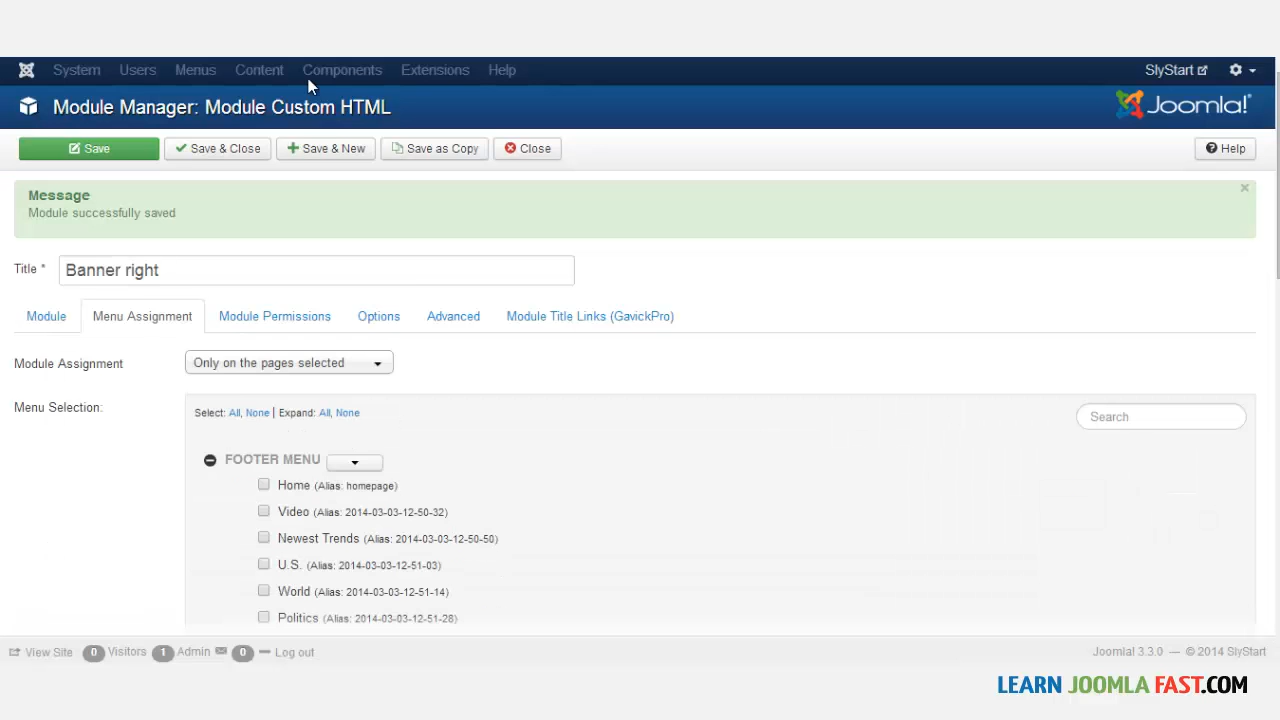 System Users Menus Content Components Extensions Help SlyStart
Module Manager: Module Custom HTML Joomla!®
Save Save & Close Save & New Save as Copy Close Help
Message
Module successfully saved
Title * Banner right
Module Menu Assignment Module Permissions Options Advanced Module Title Links (GavickPro)
Module Assignment Only on the pages selected
Menu Selection:
Select: All, None | Expand: All, None Search
FOOTER MENU
Home (Alias: homepage)
Video (Alias: 2014-03-03-12-50-32)
Newest Trends (Alias: 2014-03-03-12-50-50)
U.S. (Alias: 2014-03-03-12-51-03)
World (Alias: 2014-03-03-12-51-14)
Politics (Alias: 2014-03-03-12-51-28)
View Site 0 Visitors 1 Admin 0 Log out Joomla! 3.3.0 — © 2014 SlyStart
LEARN JOOMLA FAST.COM